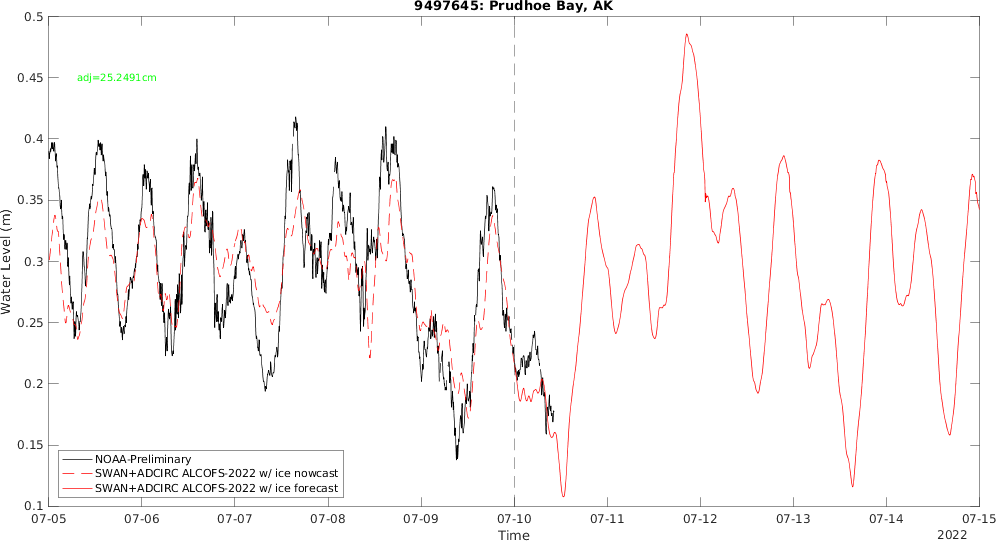 9497645: Prudhoe Bay, AK
0.5
0.45
0.4
0.35
0.3
0.25
0.2
0.15
0.1
Water Level (m)
adj=25.2491cm
NOAA-Preliminary
SWAN+ADCIRC ALCOFS-2022 w/ ice nowcast
SWAN+ADCIRC ALCOFS-2022 w/ ice forecast
07-05 07-06 07-07 07-08 07-09 07-10 07-11 07-12 07-13 07-14 07-15
Time
2022